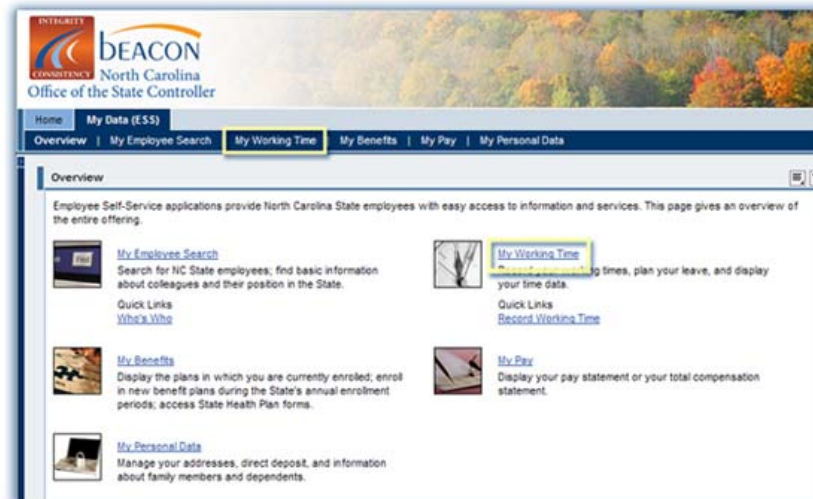 INTEGRITY
BEACON
CONSISTENCY
North Carolina
Office of the State Controller
Home My Data (ESS)
Overview | My Employee Search My Working Time My Benefits | My Pay | My Personal Data
Overview
Employee Self-Service applications provide North Carolina State employees with easy access to information and services. This page gives an overview of
the entire offering.
Find
My Employee Search
Search for NC State employees; find basic information
about colleagues and their position in the State.
Quick Links
Who's Who
My Working Time
times, plan your leave, and display
your time data.
Quick Links
Record Working Time
My Benefits
Display the plans in which you are currently enrolled; enroll
in new benefit plans during the State's annual enrollment
periods; access State Health Plan forms.
My Pay
Display your pay statement or your total compensation
statement.
My Personal Data
Manage your addresses, direct deposit, and information
about family members and dependents.